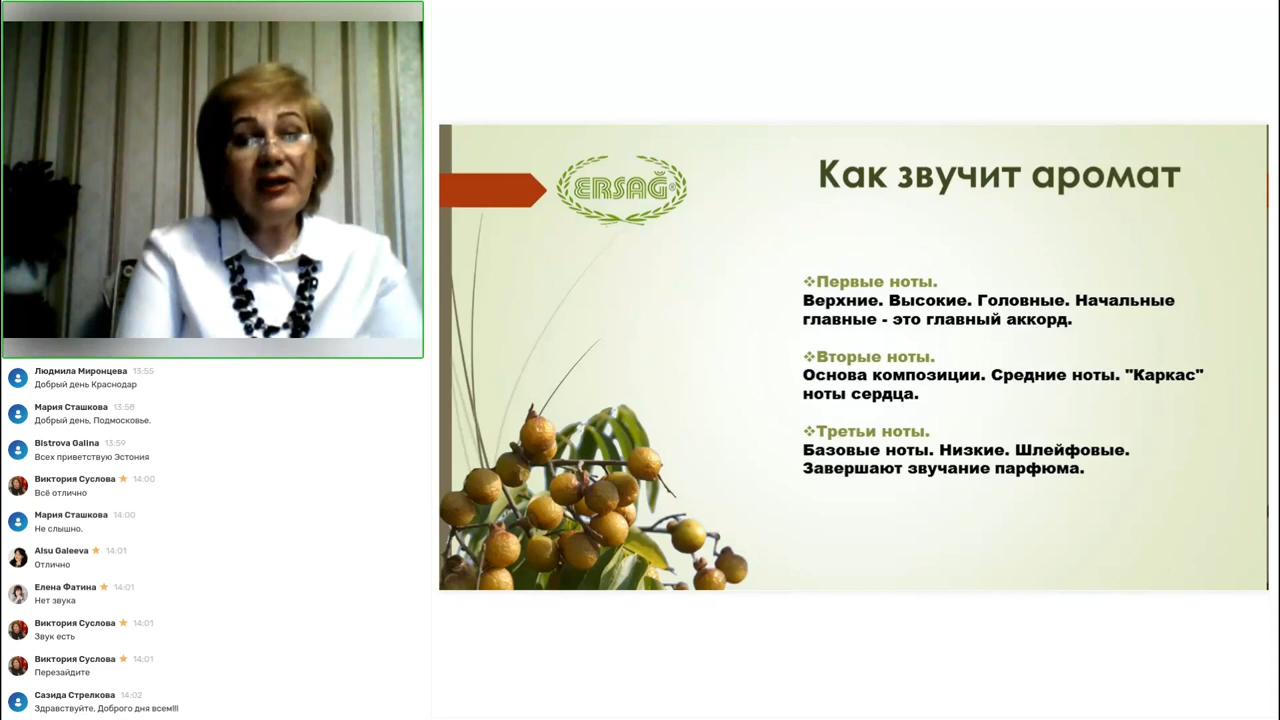 Людмила Миронцева 13:55
Добрый день Краснодар
Мария Сташкова 13:58
Добрый день, Подмосковье.
Bistrova Galina 13:59
Всех приветствую Эстония
Виктория Суслова 14:00
Всё отлично
Мария Сташкова 14:00
Не слышно.
Alsu Galeeva 14:01
Отлично
Елена Фатина 14:01
Нет звука
Виктория Суслова 14:01
Звук есть
Виктория Суслова 14:01
Перезайдите
Сазида Стрелкова 14:02
Здравствуйте, Доброго дня всем!!!
ERSAĞ®
Как звучит аромат
❖Первые ноты.
Верхние. Высокие. Головные. Начальные
главные - это главный аккорд.
❖Вторые ноты.
Основа композиции. Средние ноты. "Каркас"
ноты сердца.
❖Третьи ноты.
Базовые ноты. Низкие. Шлейфовые.
Завершают звучание парфюма.